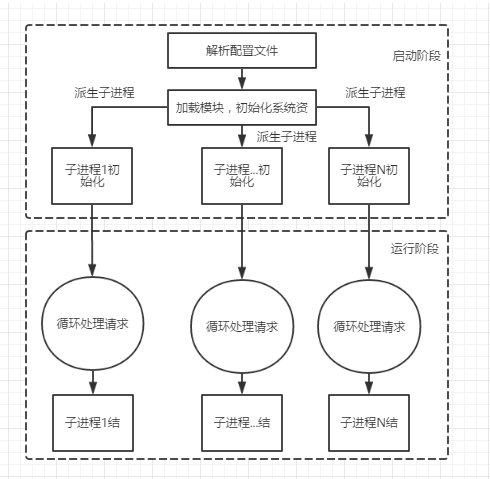 解析配置文件
启动阶段
派生子进程
加载模块，初始化系统资
派生子进程
派生子进程
子进程1初
始化
子进程...初
始化
子进程N初
始化
运行阶段
循环处理请求
循环处理请求
循环处理请求
子进程1结
子进程...结
子进程N结